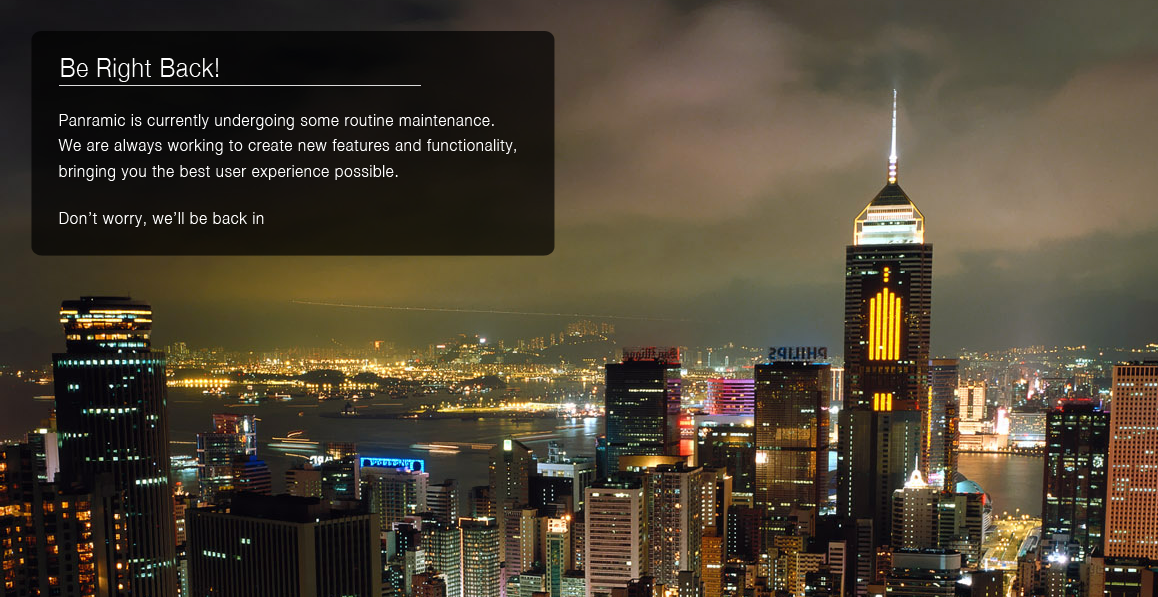 Be Right Back!
Panramic is currently undergoing some routine maintenance.
We are always working to create new features and functionality,
bringing you the best user experience possible.
Don't worry, we'll be back in
PHILIPS